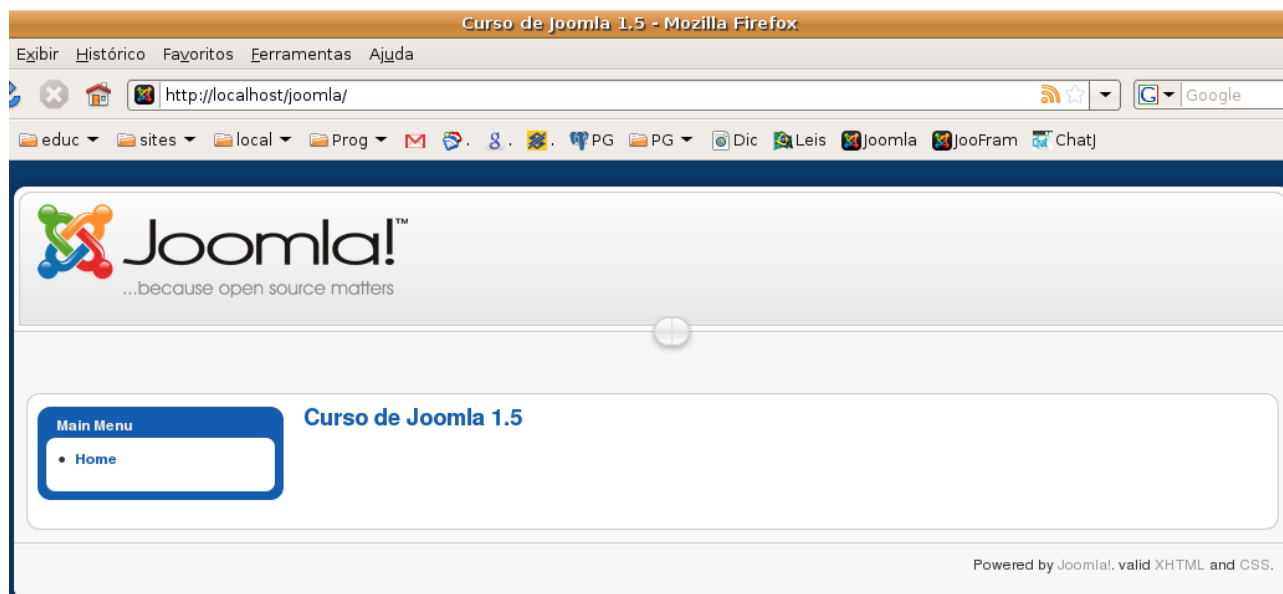 Curso de Joomla 1.5 - Mozilla Firefox
Exibir Histórico Favoritos Ferramentas Ajuda
http://localhost/joomla/ G Google
educ sites local Prog . g . . PG PG Dic Leis Joomla JooFram ChatJ
Joomla!™
...because open source matters
Main Menu
Curso de Joomla 1.5
• Home
Powered by Joomla!. valid XHTML and CSS.